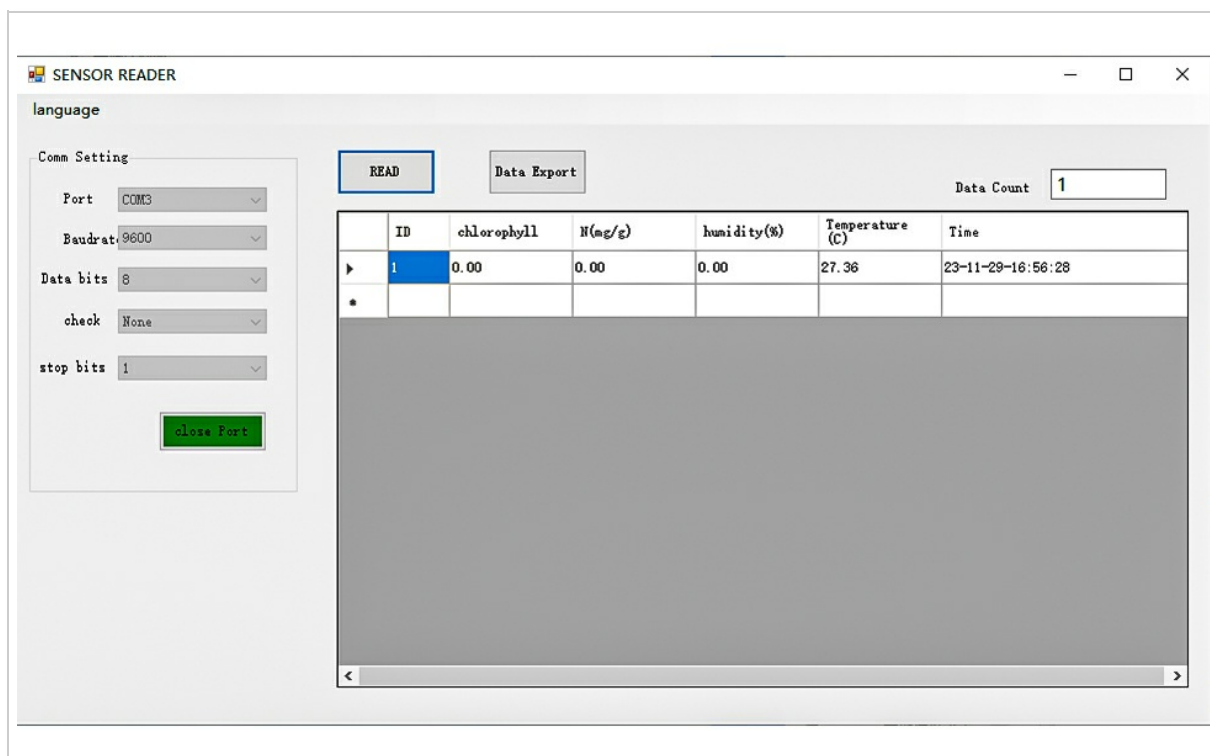 SENSOR READER
language
Comm Setting
Port COM3
Baudrat 9600
Data bits 8
check None
stop bits 1
close Port
READ
Data Export
Data Count 1
ID chlorophyll N(mg/g) humidity(%) Temperature (C) Time
1 0.00 0.00 0.00 27.36 23-11-29-16:56:28